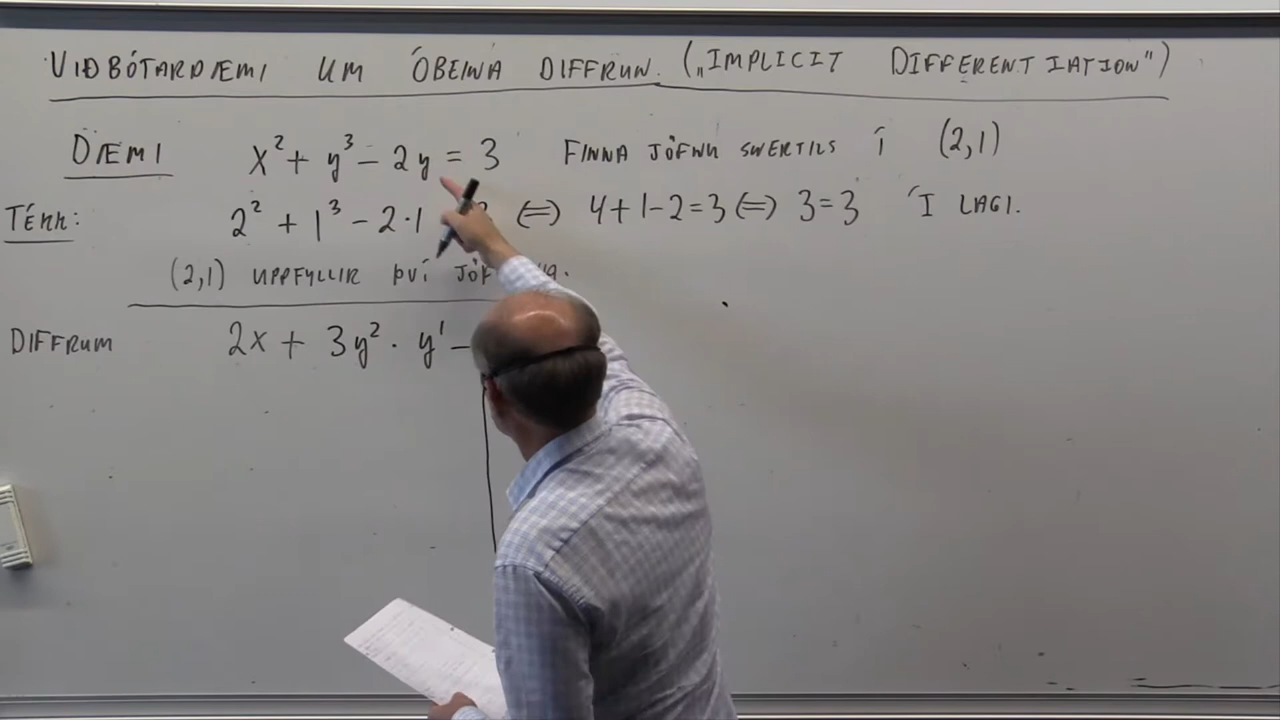 VIÐBÓTARDÆMI UM ÓBEINA DIFFRUN. („IMPLICIT DIFFERENTIATION")
DÆMI x² + y³ - 2y = 3 FINNA JÖFNU SNERTILS Í (2,1)
TÉKK: 2² + 1³ - 2·1 ⇔ 4+1-2=3 ⇔ 3=3 Í LAGI.
(2,1) UPPFYLLIR ÞVÍ
DIFFRUM 2x + 3y² · y' -